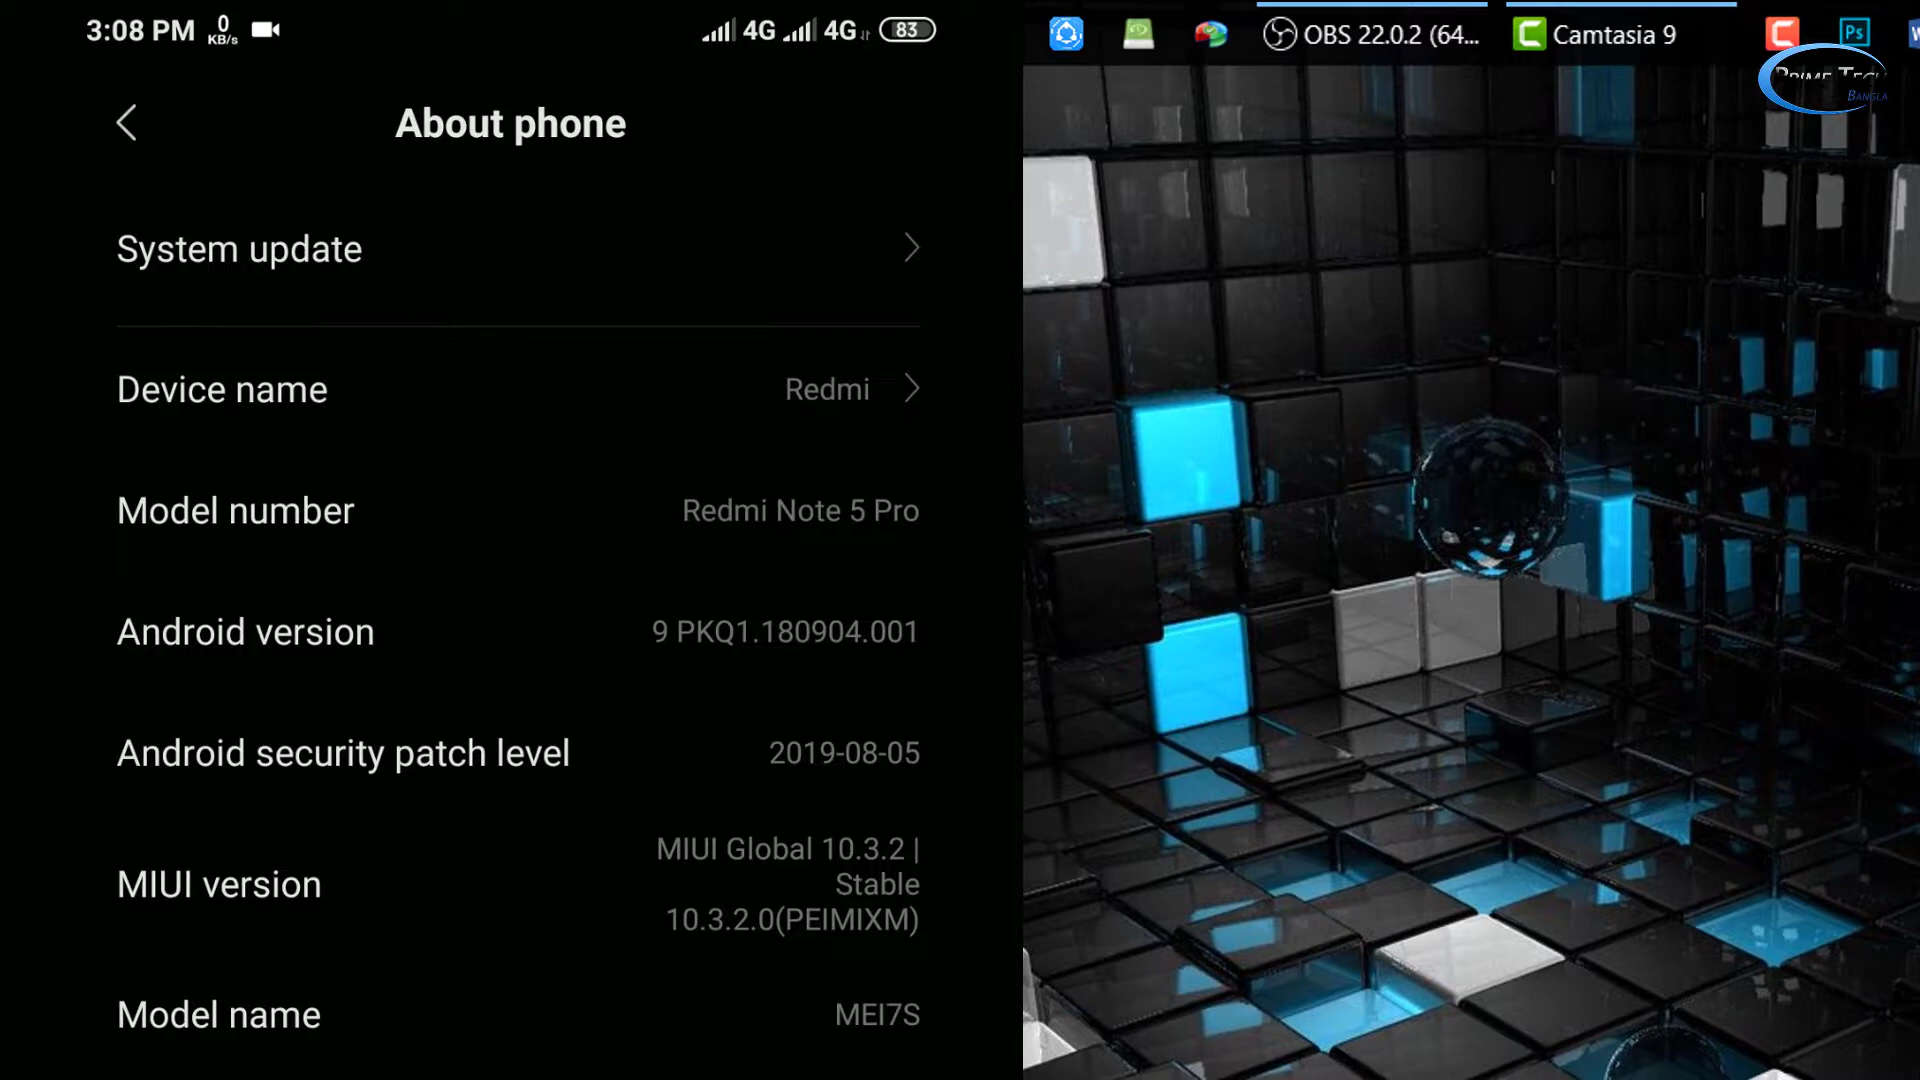 3:08 PM 0 KB/s 4G 4G 83
About phone
System update
Device name Redmi
Model number Redmi Note 5 Pro
Android version 9 PKQ1.180904.001
Android security patch level 2019-08-05
MIUI version MIUI Global 10.3.2 |
Stable
10.3.2.0(PEIMIXM)
Model name MEI7S
OBS 22.0.2 (64... Camtasia 9 Ps
PRIME TECH
BANGLA